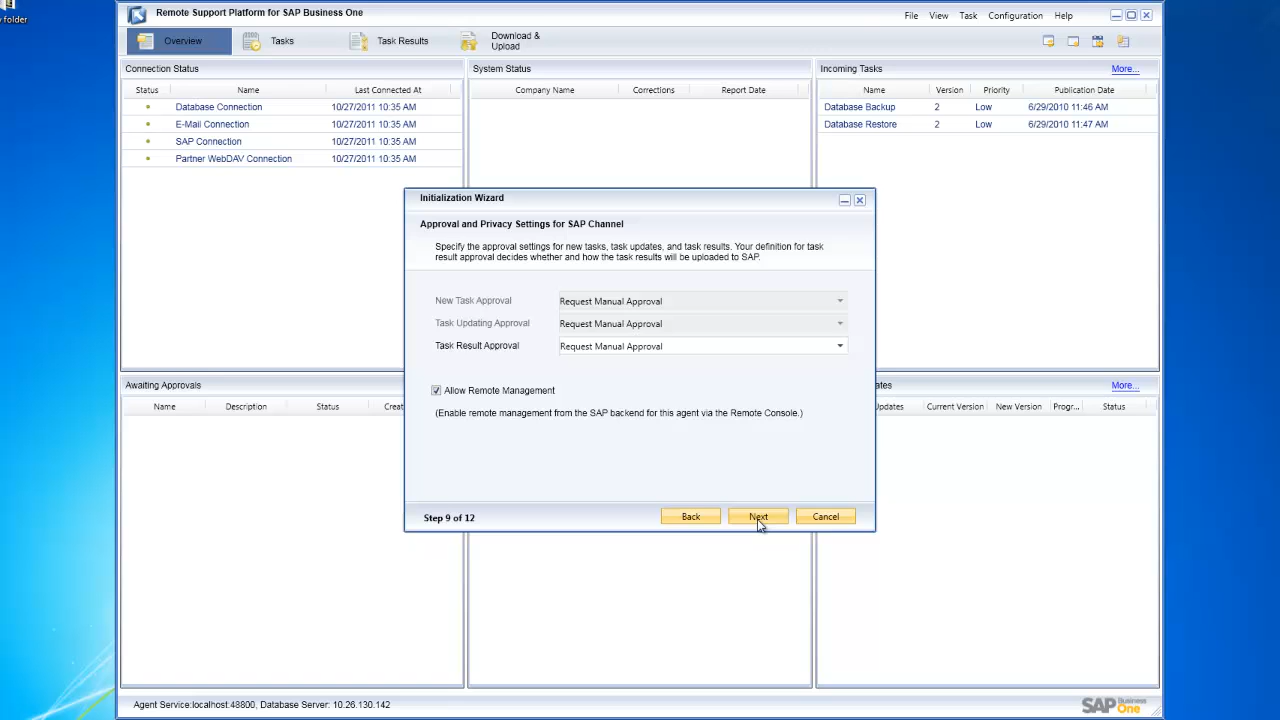 folder
Remote Support Platform for SAP Business One
File View Task Configuration Help
Overview Tasks Task Results Download &
Upload
Connection Status
Status Name Last Connected At
Database Connection 10/27/2011 10:35 AM
E-Mail Connection 10/27/2011 10:35 AM
SAP Connection 10/27/2011 10:35 AM
Partner WebDAV Connection 10/27/2011 10:35 AM
System Status
Company Name Corrections Report Date
Incoming Tasks More...
Name Version Priority Publication Date
Database Backup 2 Low 6/29/2010 11:46 AM
Database Restore 2 Low 6/29/2010 11:47 AM
Initialization Wizard
Approval and Privacy Settings for SAP Channel
Specify the approval settings for new tasks, task updates, and task results. Your definition for task
result approval decides whether and how the task results will be uploaded to SAP.
New Task Approval Request Manual Approval
Task Updating Approval Request Manual Approval
Task Result Approval Request Manual Approval
Allow Remote Management
(Enable remote management from the SAP backend for this agent via the Remote Console.)
Step 9 of 12 Back Next Cancel
Awaiting Approvals
Name Description Status Creat
ates More...
Updates Current Version New Version Progr... Status
Agent Service:localhost:48800, Database Server: 10.26.130.142
SAP Business One